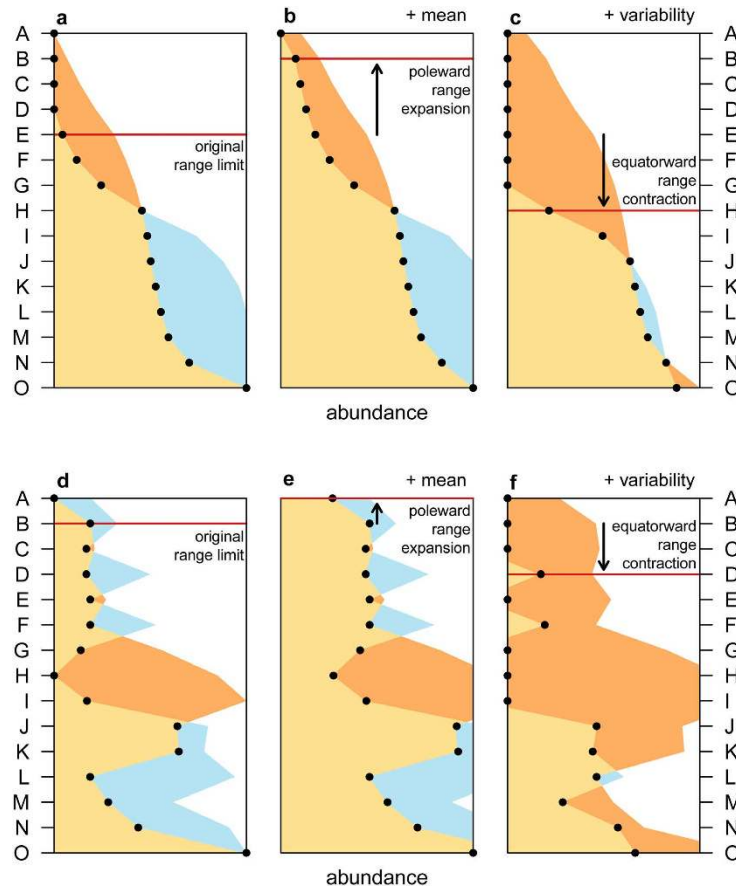 a
b + mean
c + variability
A
B
C
D
E
F
G
H
I
J
K
L
M
N
O
original
range limit
poleward
range
expansion
equatorward
range
contraction
A
B
C
D
E
F
G
H
I
J
K
L
M
N
O
abundance
d
e + mean
f + variability
A
B
C
D
E
F
G
H
I
J
K
L
M
N
O
original
range limit
poleward
range
expansion
equatorward
range
contraction
A
B
C
D
E
F
G
H
I
J
K
L
M
N
O
abundance